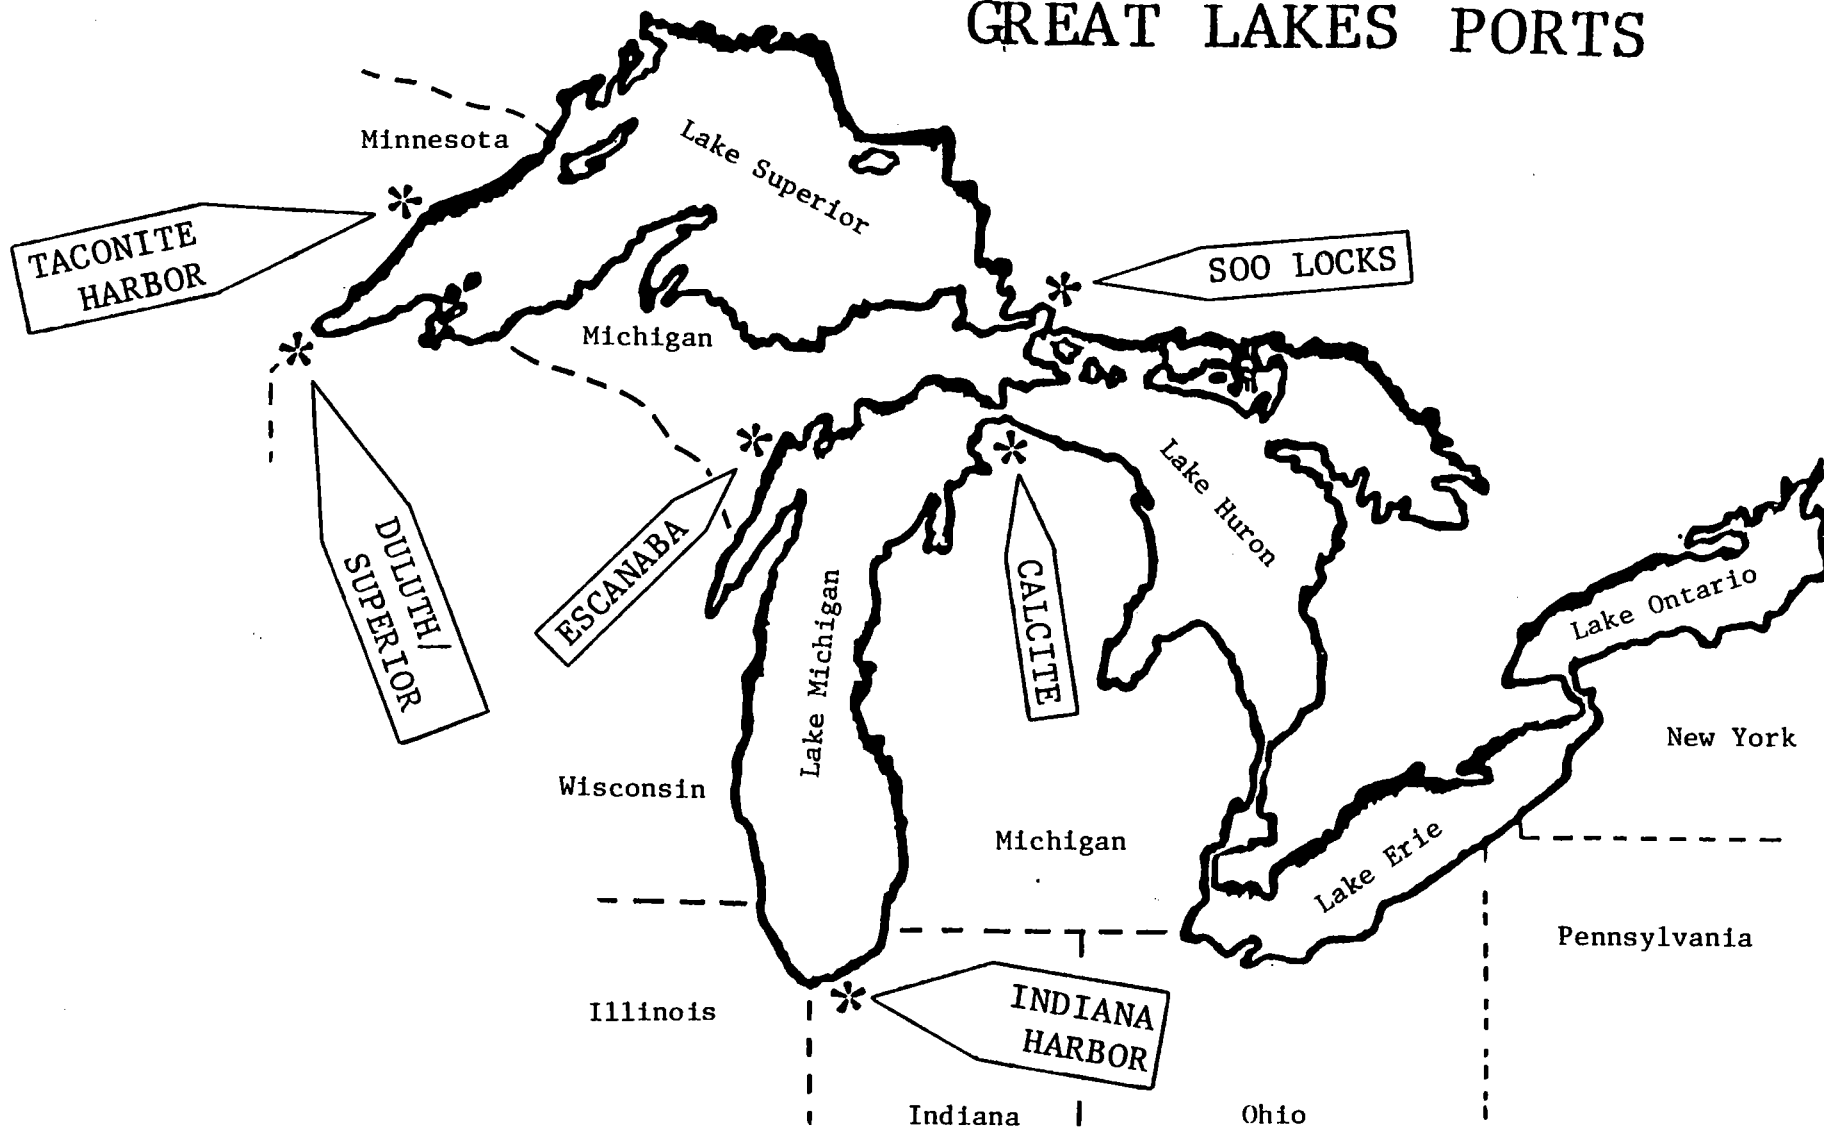 GREAT LAKES PORTS
Minnesota
Lake Superior
TACONITE
HARBOR
SOO LOCKS
Michigan
DULUTH/
SUPERIOR
ESCANABA
CALCITE
Lake Huron
Lake Michigan
Lake Ontario
New York
Wisconsin
Michigan
Lake Erie
Pennsylvania
Illinois
INDIANA
HARBOR
Indiana
Ohio